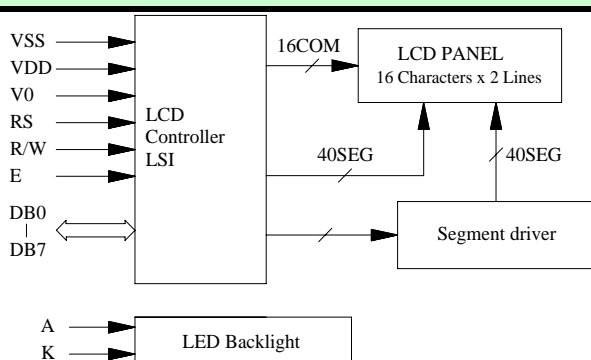 VSS
VDD
V0
RS
R/W
E
DB0
DB7
LCD
Controller
LSI
16COM
LCD PANEL
16 Characters x 2 Lines
40SEG
40SEG
Segment driver
A
K
LED Backlight